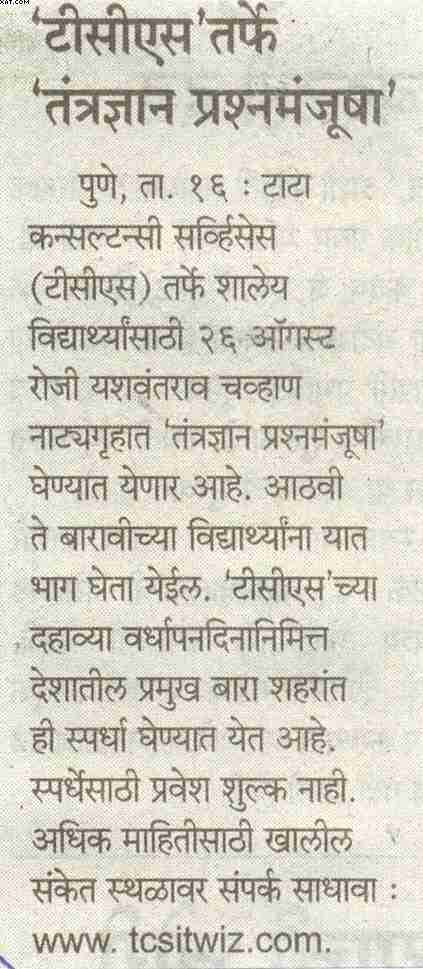 'टीसीएस' तर्फे
'तंत्रज्ञान प्रश्नमंजूषा'
पुणे, ता. १६ : टाटा
कन्सल्टन्सी सर्व्हिसेस
(टीसीएस) तर्फे शालेय
विद्यार्थ्यांसाठी २६ ऑगस्ट
रोजी यशवंतराव चव्हाण
नाट्यगृहात 'तंत्रज्ञान प्रश्नमंजूषा'
घेण्यात येणार आहे. आठवी
ते बारावीच्या विद्यार्थ्यांना यात
भाग घेता येईल. 'टीसीएस'च्या
दहाव्या वर्धापनदिनानिमित्त
देशातील प्रमुख बारा शहरांत
ही स्पर्धा घेण्यात येत आहे.
स्पर्धेसाठी प्रवेश शुल्क नाही.
अधिक माहितीसाठी खालील
संकेत स्थळावर संपर्क साधावा :
www. tcsitwiz.com.